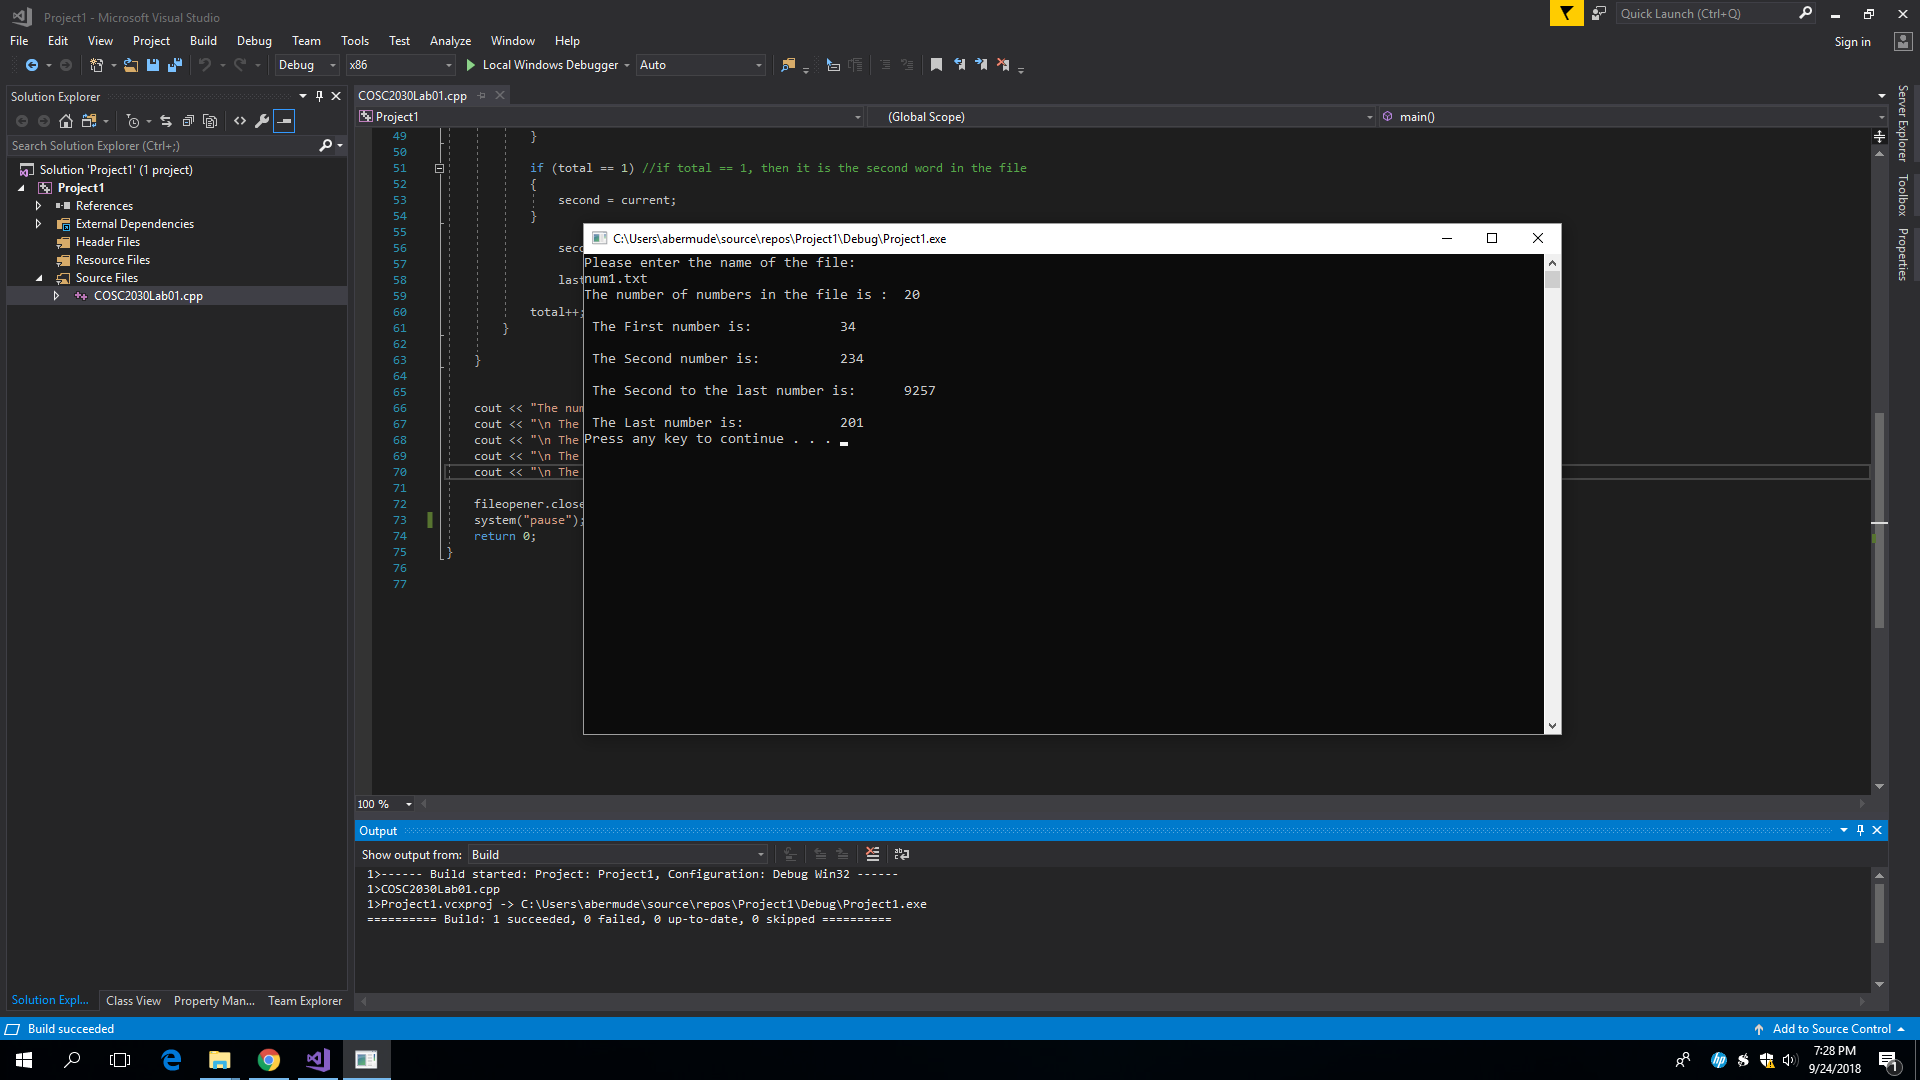 Project1 - Microsoft Visual Studio
Quick Launch (Ctrl+Q)
File Edit View Project Build Debug Team Tools Test Analyze Window Help
Sign in
Debug x86 Local Windows Debugger Auto
Solution Explorer
Search Solution Explorer (Ctrl+;)
Solution 'Project1' (1 project)
Project1
References
External Dependencies
Header Files
Resource Files
Source Files
COSC2030Lab01.cpp
Solution Expl... Class View Property Man... Team Explorer
COSC2030Lab01.cpp
Project1 (Global Scope) main()
49 }
50
51 if (total == 1) //if total == 1, then it is the second word in the file
52 {
53 second = current;
54 }
55
56 seco
57
58 last
59
60 total++;
61 }
62
63 }
64
65
66 cout << "The num
67 cout << "\n The
68 cout << "\n The
69 cout << "\n The
70 cout << "\n The
71
72 fileopener.close
73 system("pause");
74 return 0;
75 }
76
77
C:\Users\abermude\source\repos\Project1\Debug\Project1.exe
Please enter the name of the file:
num1.txt
The number of numbers in the file is : 20
The First number is: 34
The Second number is: 234
The Second to the last number is: 9257
The Last number is: 201
Press any key to continue . . .
100 %
Output
Show output from: Build
1>------ Build started: Project: Project1, Configuration: Debug Win32 ------
1>COSC2030Lab01.cpp
1>Project1.vcxproj -> C:\Users\abermude\source\repos\Project1\Debug\Project1.exe
========== Build: 1 succeeded, 0 failed, 0 up-to-date, 0 skipped ==========
Server Explorer
Toolbox
Properties
Build succeeded
Add to Source Control
7:28 PM
9/24/2018
1